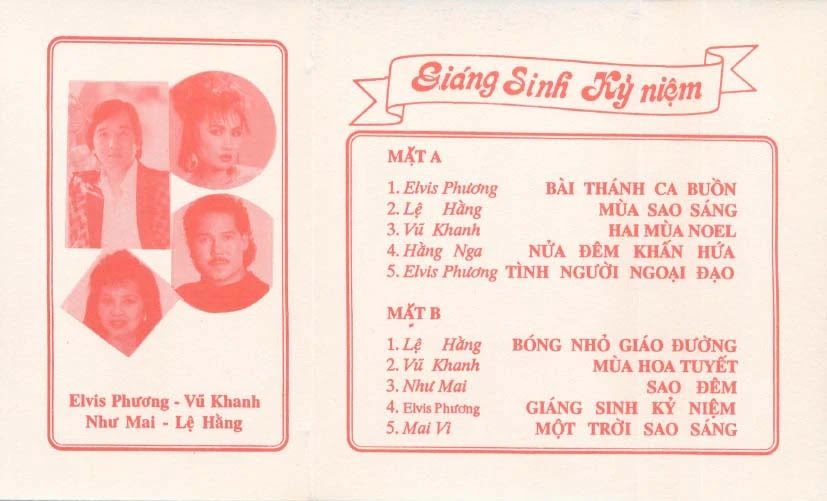 Elvis Phương - Vũ Khanh
Như Mai - Lệ Hằng
Giáng Sinh Kỷ niệm
MẶT A
1. Elvis Phương BÀI THÁNH CA BUỒN
2. Lệ Hằng MÙA SAO SÁNG
3. Vũ Khanh HAI MÙA NOEL
4. Hằng Nga NỬA ĐÊM KHẤN HỨA
5. Elvis Phương TÌNH NGƯỜI NGOẠI ĐẠO
MẶT B
1. Lệ Hằng BÓNG NHỎ GIÁO ĐƯỜNG
2. Vũ Khanh MÙA HOA TUYẾT
3. Như Mai SAO ĐÊM
4. Elvis Phương GIÁNG SINH KỶ NIỆM
5. Mai Vi MỘT TRỜI SAO SÁNG